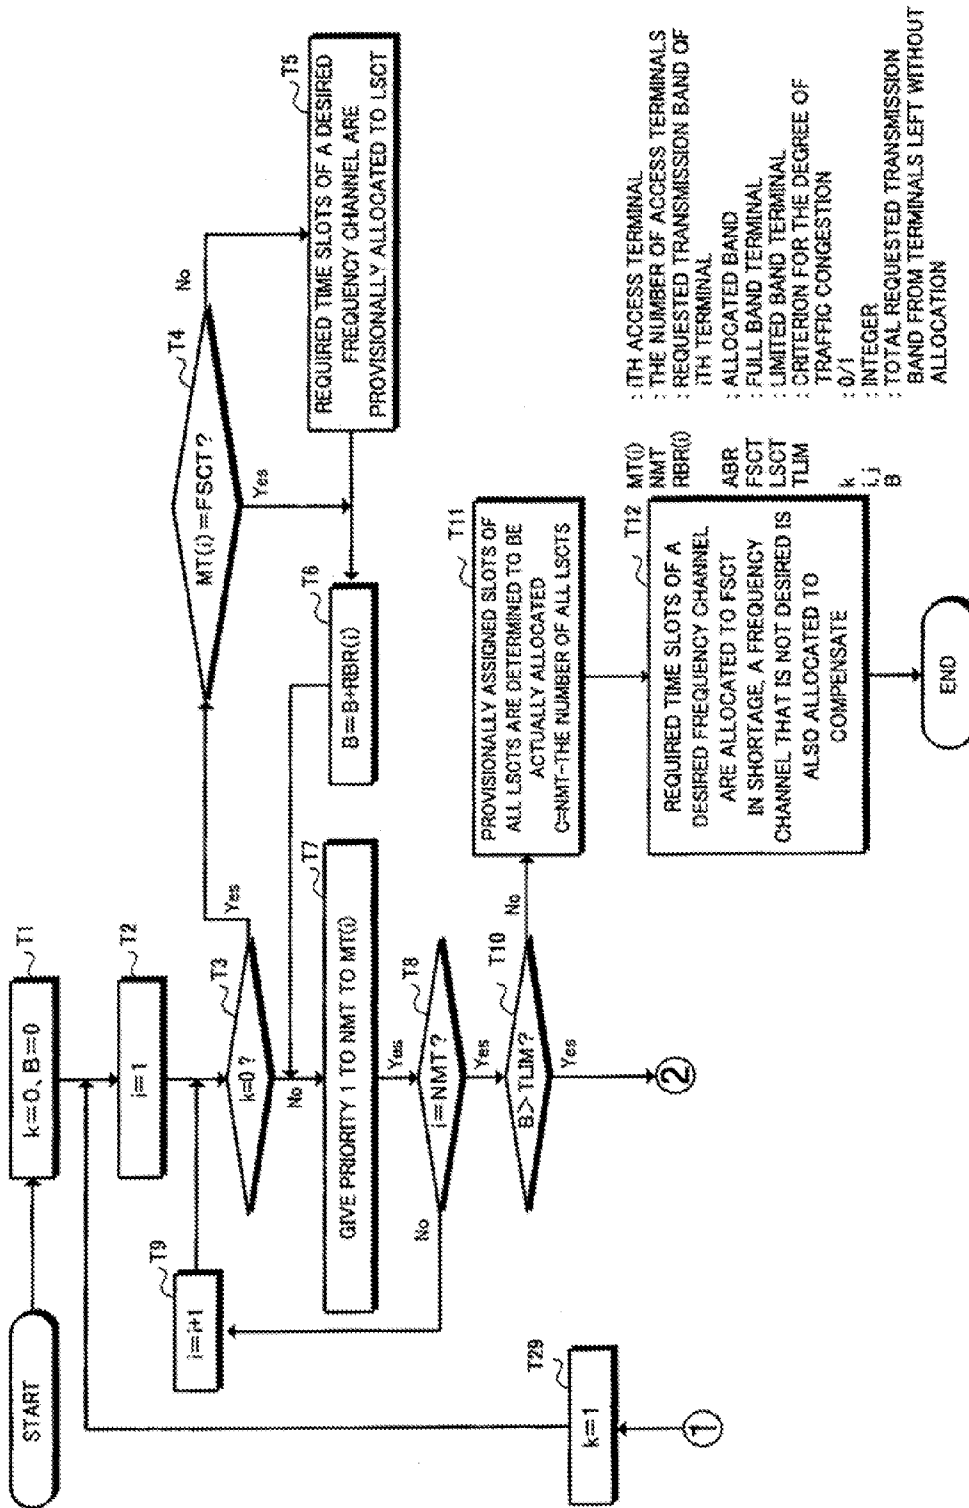 START
k=0, B=0
T1
i=1
T2
i=i+1
T9
k=0 ?
T3
Yes
No
MT(i)=FSCT?
T4
No
Yes
REQUIRED TIME SLOTS OF A DESIRED
FREQUENCY CHANNEL ARE
PROVISIONALLY ALLOCATED TO LSCT
T5
B=B+RBR(i)
T6
GIVE PRIORITY 1 TO NMT TO MT(i)
T7
Yes
i=NMT?
T8
No
Yes
B> TLIM?
T10
No
Yes
②
PROVISIONALLY ASSIGNED SLOTS OF
ALL LSCTS ARE DETERMINED TO BE
ACTUALLY ALLOCATED
C=NMT-THE NUMBER OF ALL LSCTS
T11
REQUIRED TIME SLOTS OF A
DESIRED FREQUENCY CHANNEL
ARE ALLOCATED TO FSCT
IN SHORTAGE, A FREQUENCY
CHANNEL THAT IS NOT DESIRED IS
ALSO ALLOCATED TO
COMPENSATE
T12
END
k=1
T29
①
MT(i) : iTH ACCESS TERMINAL
NMT : THE NUMBER OF ACCESS TERMINALS
RBR(i) : REQUESTED TRANSMISSION BAND OF
iTH TERMINAL
ABR : ALLOCATED BAND
FSCT : FULL BAND TERMINAL
LSCT : LIMITED BAND TERMINAL
TLIM : CRITERION FOR THE DEGREE OF
TRAFFIC CONGESTION
k : 0/1
i,j : INTEGER
B : TOTAL REQUESTED TRANSMISSION
BAND FROM TERMINALS LEFT WITHOUT
ALLOCATION